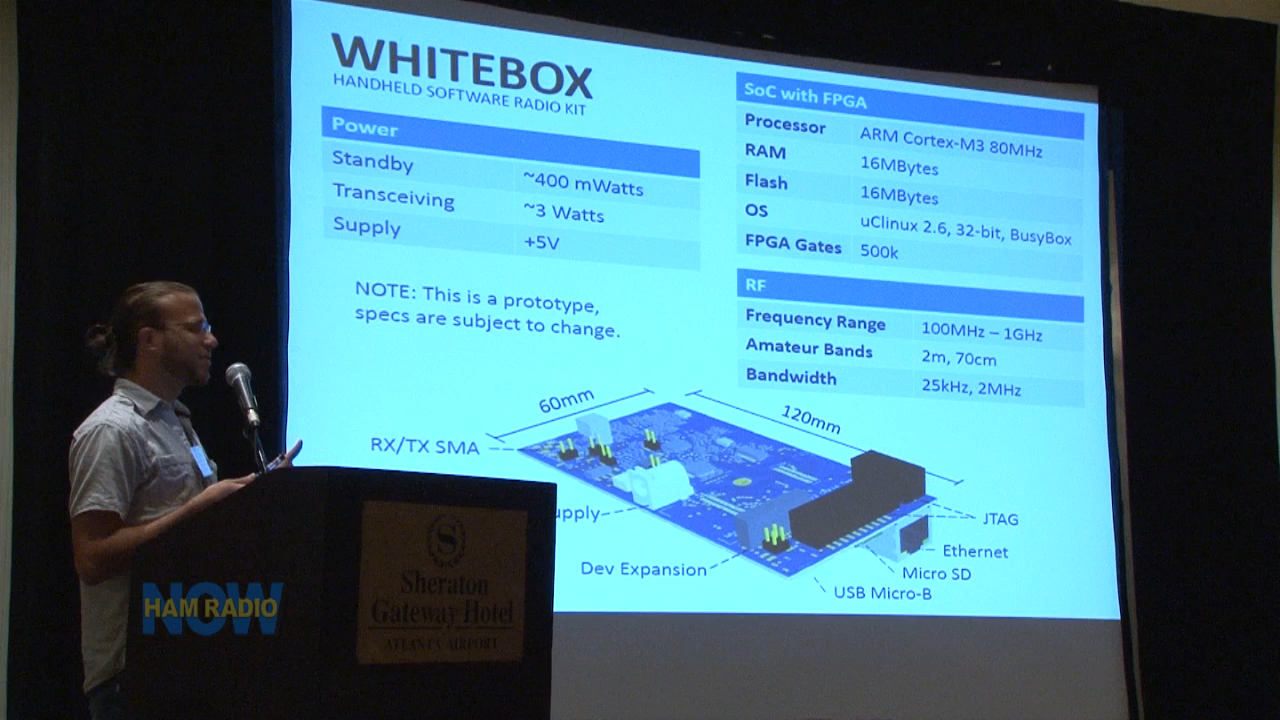 WHITEBOX
HANDHELD SOFTWARE RADIO KIT
Power
Standby ~400 mWatts
Transceiving ~3 Watts
Supply +5V
NOTE: This is a prototype,
specs are subject to change.
SoC with FPGA
Processor ARM Cortex-M3 80MHz
RAM 16MBytes
Flash 16MBytes
OS uClinux 2.6, 32-bit, BusyBox
FPGA Gates 500k
RF
Frequency Range 100MHz – 1GHz
Amateur Bands 2m, 70cm
Bandwidth 25kHz, 2MHz
60mm
120mm
RX/TX SMA
upply
JTAG
Ethernet
Dev Expansion
Micro SD
USB Micro-B
S
Sheraton
Gateway Hotel
ATLANTA AIRPORT
NOW
HAM RADIO